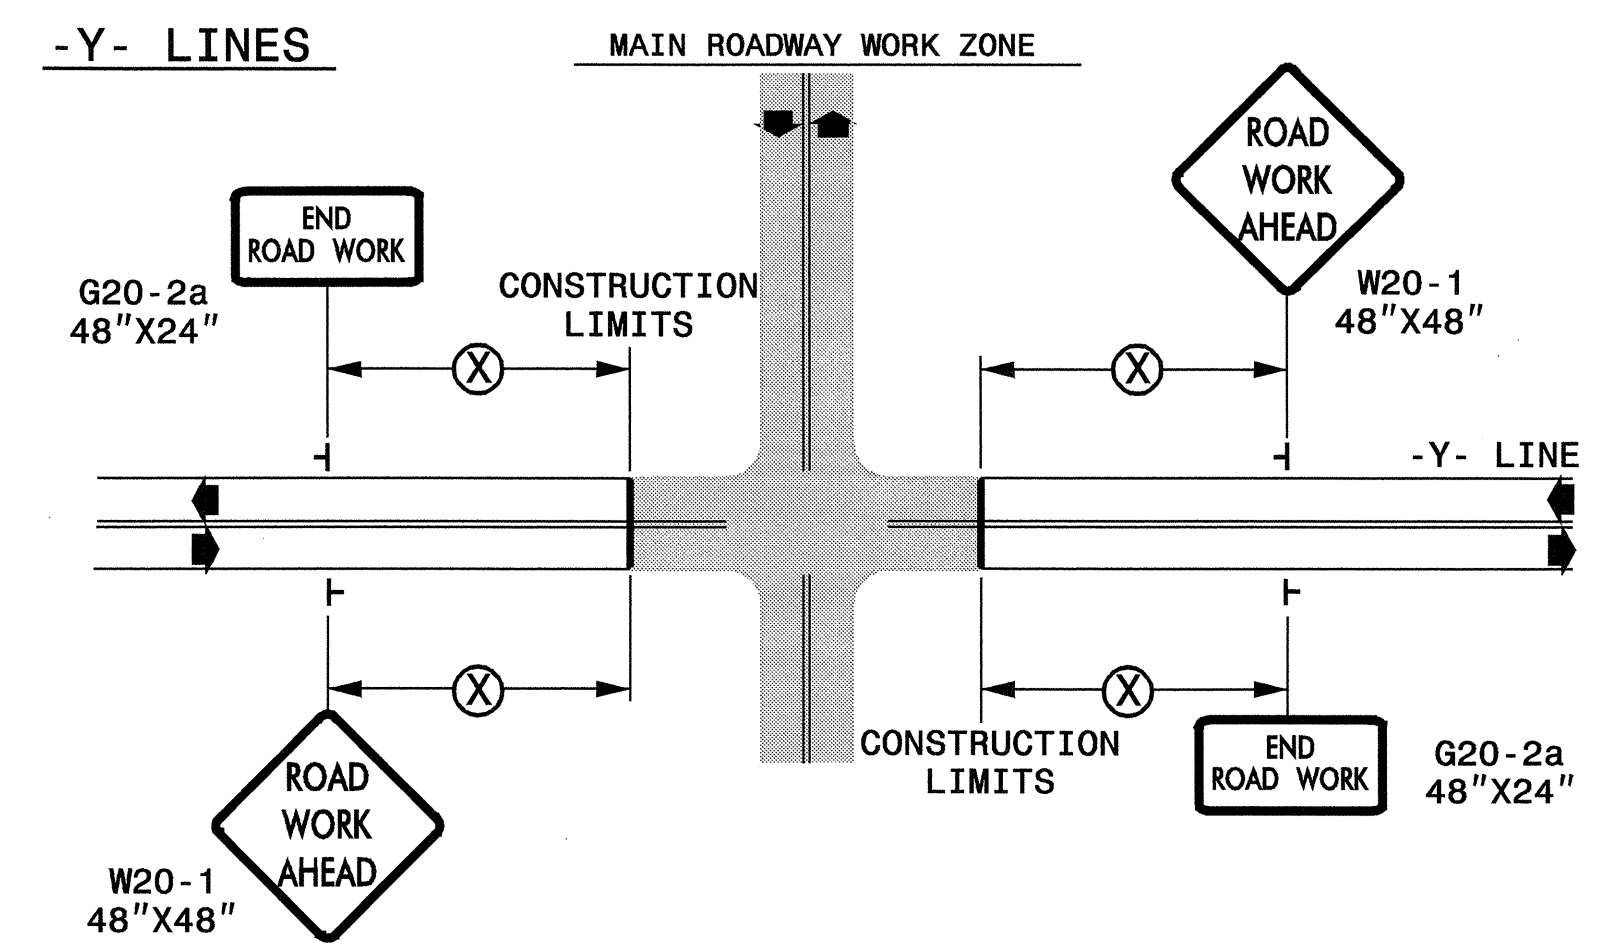 -Y- LINES
MAIN ROADWAY WORK ZONE
ROAD
WORK
AHEAD
END
ROAD WORK
G20-2a
48"X24"
CONSTRUCTION
LIMITS
W20-1
48"X48"
X
X
-Y- LINE
X
X
CONSTRUCTION
LIMITS
END
ROAD WORK
G20-2a
48"X24"
ROAD
WORK
AHEAD
W20-1
48"X48"